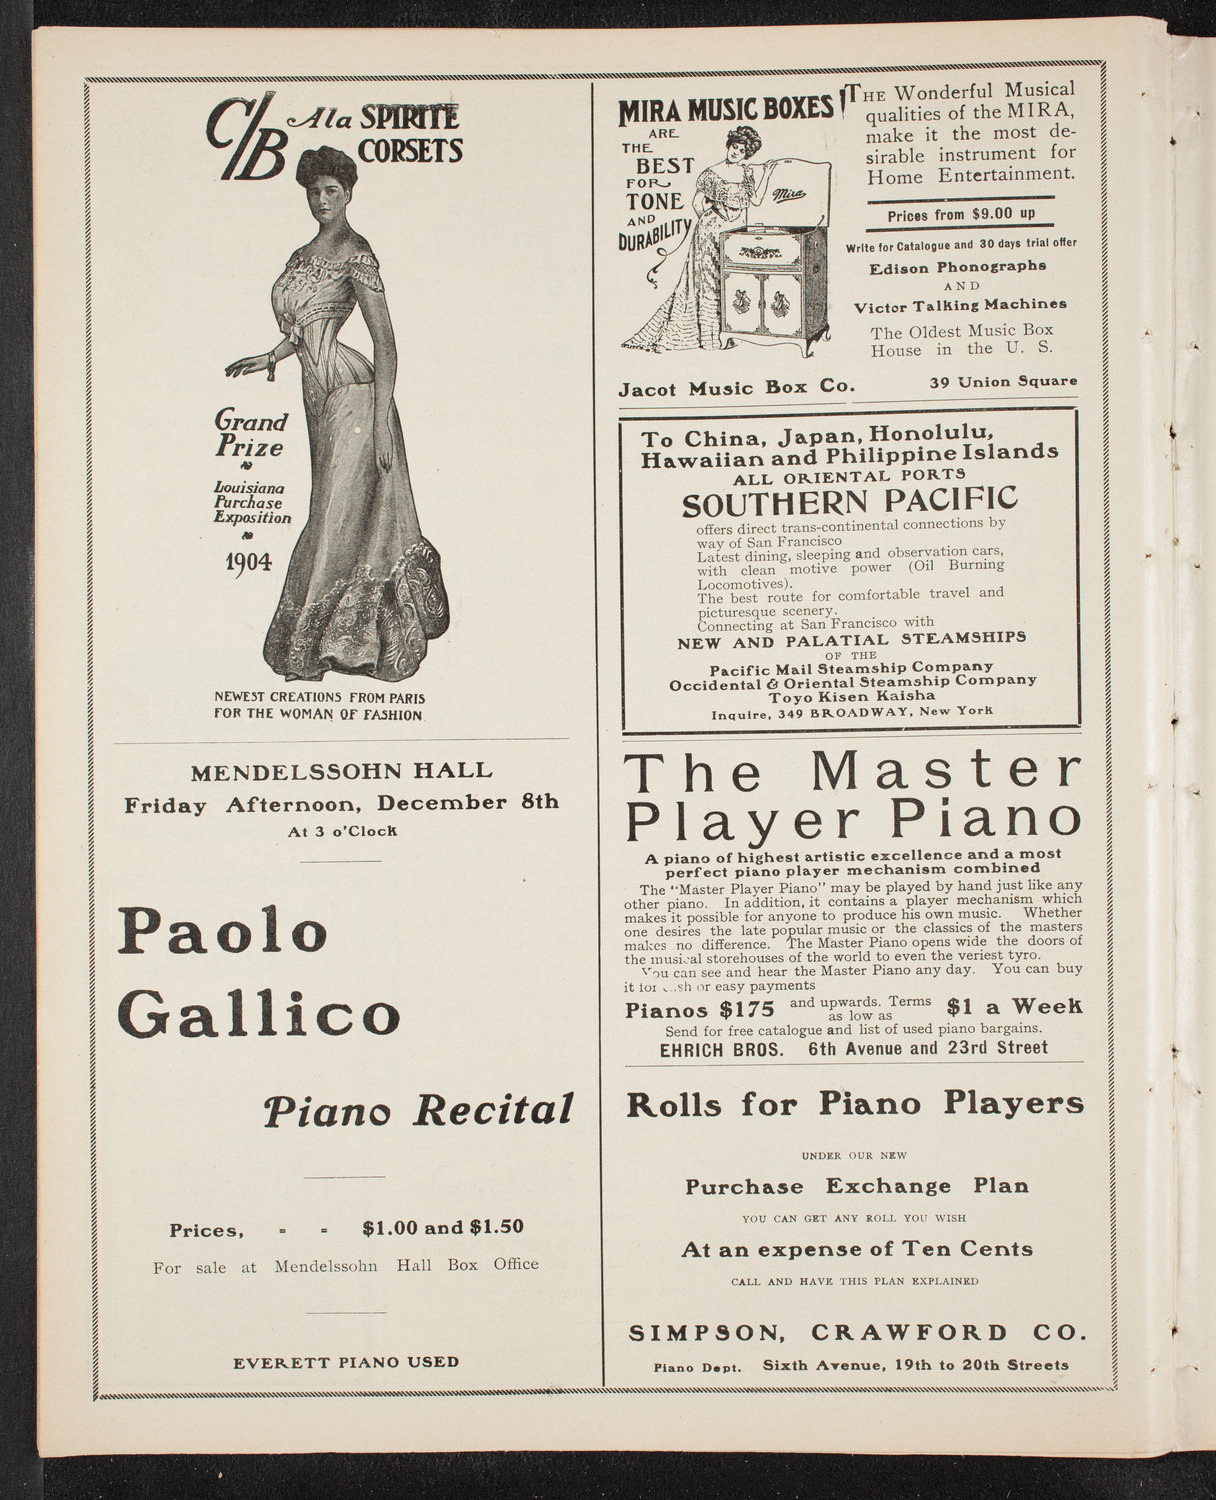 C/B Ala SPIRITE
CORSETS
Grand
Prize
Louisiana
Purchase
Exposition
1904
NEWEST CREATIONS FROM PARIS
FOR THE WOMAN OF FASHION
MENDELSSOHN HALL
Friday Afternoon, December 8th
At 3 o'Clock
Paolo
Gallico
Piano Recital
Prices, = = $1.00 and $1.50
For sale at Mendelssohn Hall Box Office
EVERETT PIANO USED
MIRA MUSIC BOXES!
ARE
THE
BEST
FOR
TONE
AND
DURABILITY
Mira
THE Wonderful Musical
qualities of the MIRA,
make it the most de-
sirable instrument for
Home Entertainment.
Prices from $9.00 up
Write for Catalogue and 30 days trial offer
Edison Phonographs
AND
Victor Talking Machines
The Oldest Music Box
House in the U. S.
Jacot Music Box Co. 39 Union Square
To China, Japan, Honolulu,
Hawaiian and Philippine Islands
ALL ORIENTAL PORTS
SOUTHERN PACIFIC
offers direct trans-continental connections by
way of San Francisco
Latest dining, sleeping and observation cars,
with clean motive power (Oil Burning
Locomotives).
The best route for comfortable travel and
picturesque scenery.
Connecting at San Francisco with
NEW AND PALATIAL STEAMSHIPS
OF THE
Pacific Mail Steamship Company
Occidental & Oriental Steamship Company
Toyo Kisen Kaisha
Inquire, 349 BROADWAY, New York
The Master
Player Piano
A piano of highest artistic excellence and a most
perfect piano player mechanism combined
The "Master Player Piano" may be played by hand just like any
other piano. In addition, it contains a player mechanism which
makes it possible for anyone to produce his own music. Whether
one desires the late popular music or the classics of the masters
makes no difference. The Master Piano opens wide the doors of
the musical storehouses of the world to even the veriest tyro.
You can see and hear the Master Piano any day. You can buy
it for cash or easy payments
Pianos $175 and upwards. Terms as low as $1 a Week
Send for free catalogue and list of used piano bargains.
EHRICH BROS. 6th Avenue and 23rd Street
Rolls for Piano Players
UNDER OUR NEW
Purchase Exchange Plan
YOU CAN GET ANY ROLL YOU WISH
At an expense of Ten Cents
CALL AND HAVE THIS PLAN EXPLAINED
SIMPSON, CRAWFORD CO.
Piano Dept. Sixth Avenue, 19th to 20th Streets